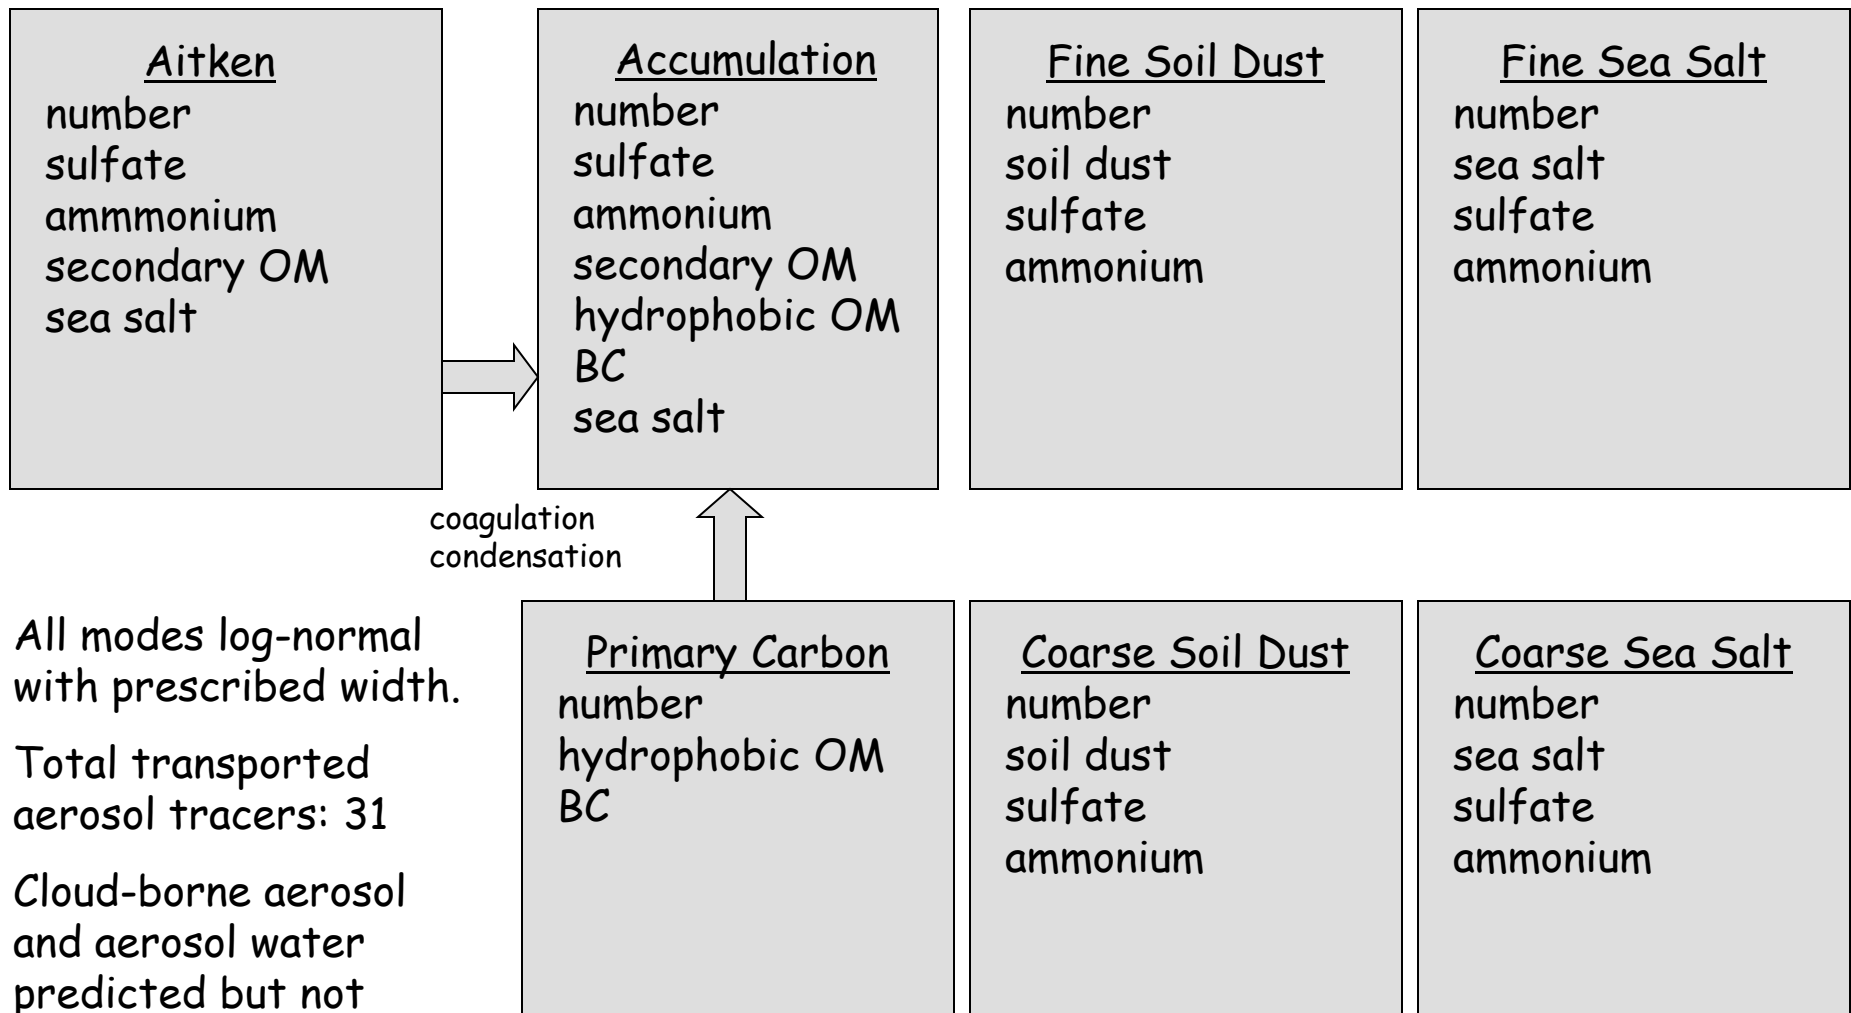 Aitken
number
sulfate
ammmonium
secondary OM
sea salt
Accumulation
number
sulfate
ammonium
secondary OM
hydrophobic OM
BC
sea salt
Fine Soil Dust
number
soil dust
sulfate
ammonium
Fine Sea Salt
number
sea salt
sulfate
ammonium
coagulation
condensation
All modes log-normal
with prescribed width.
Total transported
aerosol tracers: 31
Cloud-borne aerosol
and aerosol water
predicted but not
Primary Carbon
number
hydrophobic OM
BC
Coarse Soil Dust
number
soil dust
sulfate
ammonium
Coarse Sea Salt
number
sea salt
sulfate
ammonium